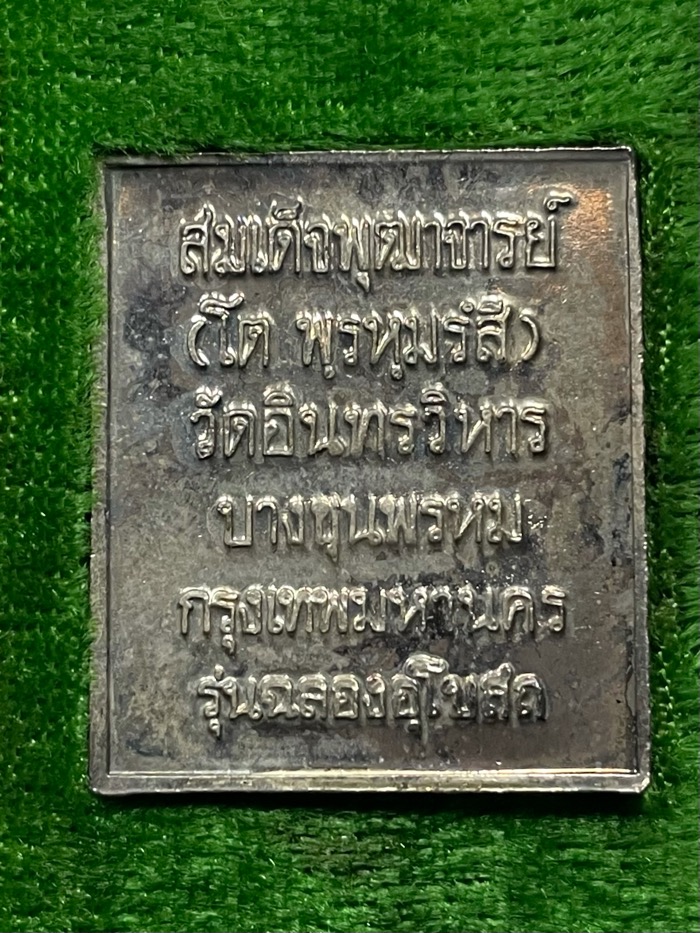 สมเด็จพุฒาจารย์
(โต พฺรหฺมรํสี)
วัดอินทรวิหาร
บางขุนพรหม
กรุงเทพมหานคร
รุ่นฉลองอุโบสถ